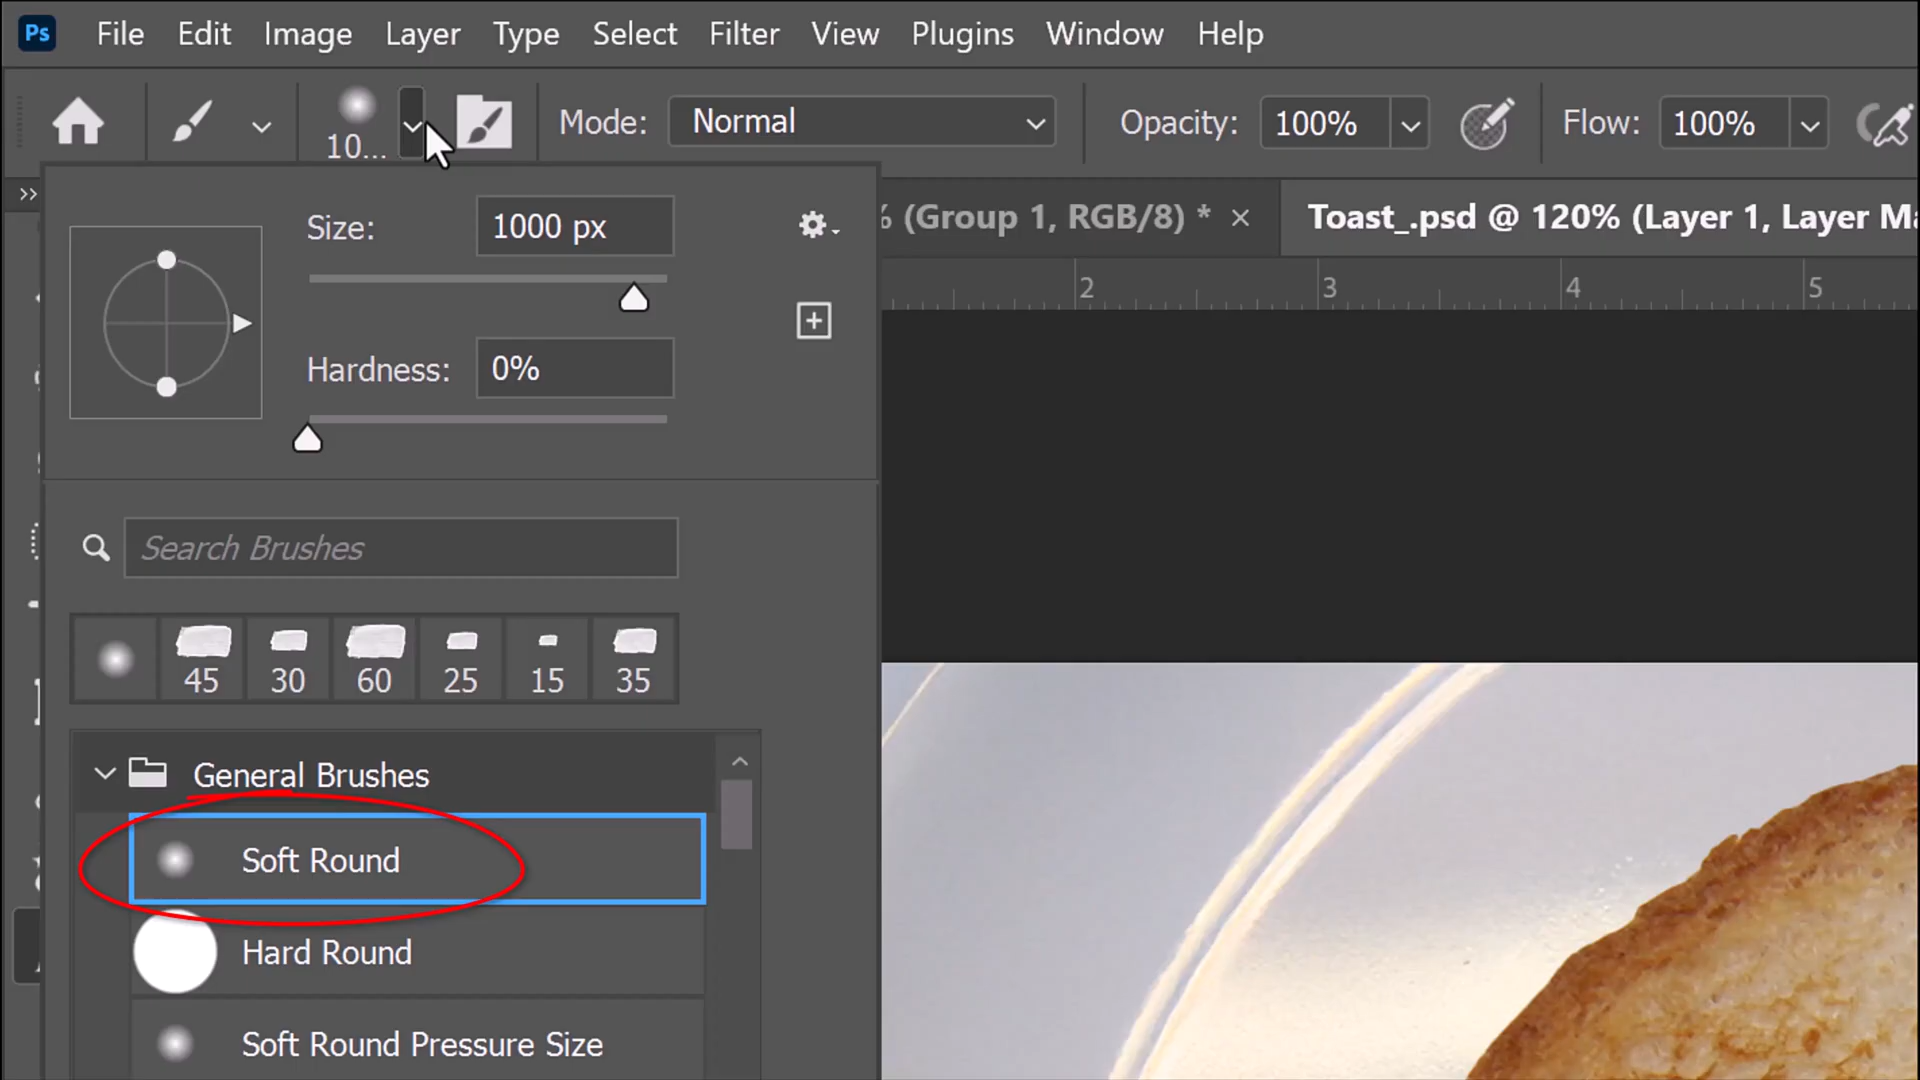 Ps File Edit Image Layer Type Select Filter View Plugins Window Help
10... Mode: Normal Opacity: 100% Flow: 100%
% (Group 1, RGB/8) * × Toast_.psd @ 120% (Layer 1, Layer Ma
2 3 4 5
Size: 1000 px
Hardness: 0%
Search Brushes
45 30 60 25 15 35
General Brushes
Soft Round
Hard Round
Soft Round Pressure Size